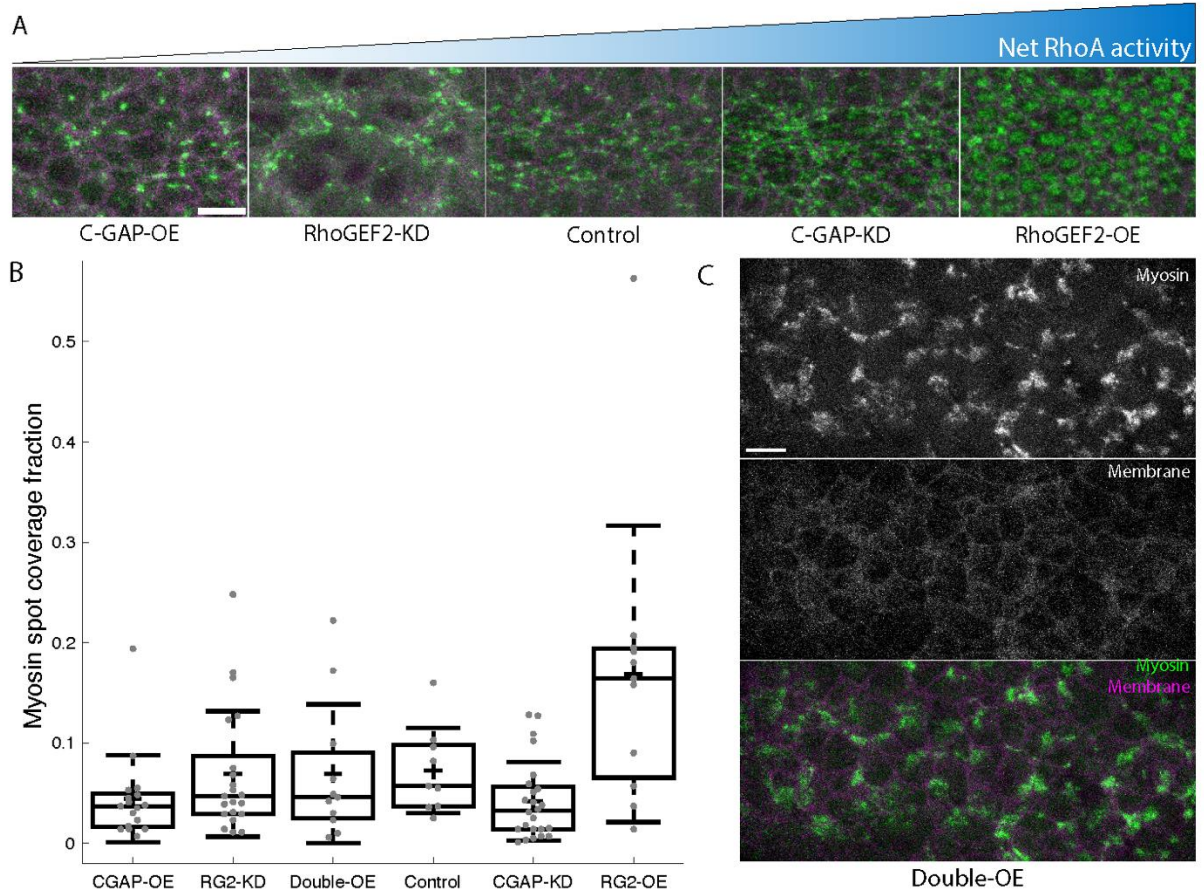 A
Net RhoA activity
C-GAP-OE
RhoGEF2-KD
Control
C-GAP-KD
RhoGEF2-OE
B
Myosin spot coverage fraction
0.5
0.4
0.3
0.2
0.1
0
CGAP-OE
RG2-KD
Double-OE
Control
CGAP-KD
RG2-OE
C
Myosin
Membrane
Myosin
Membrane
Double-OE